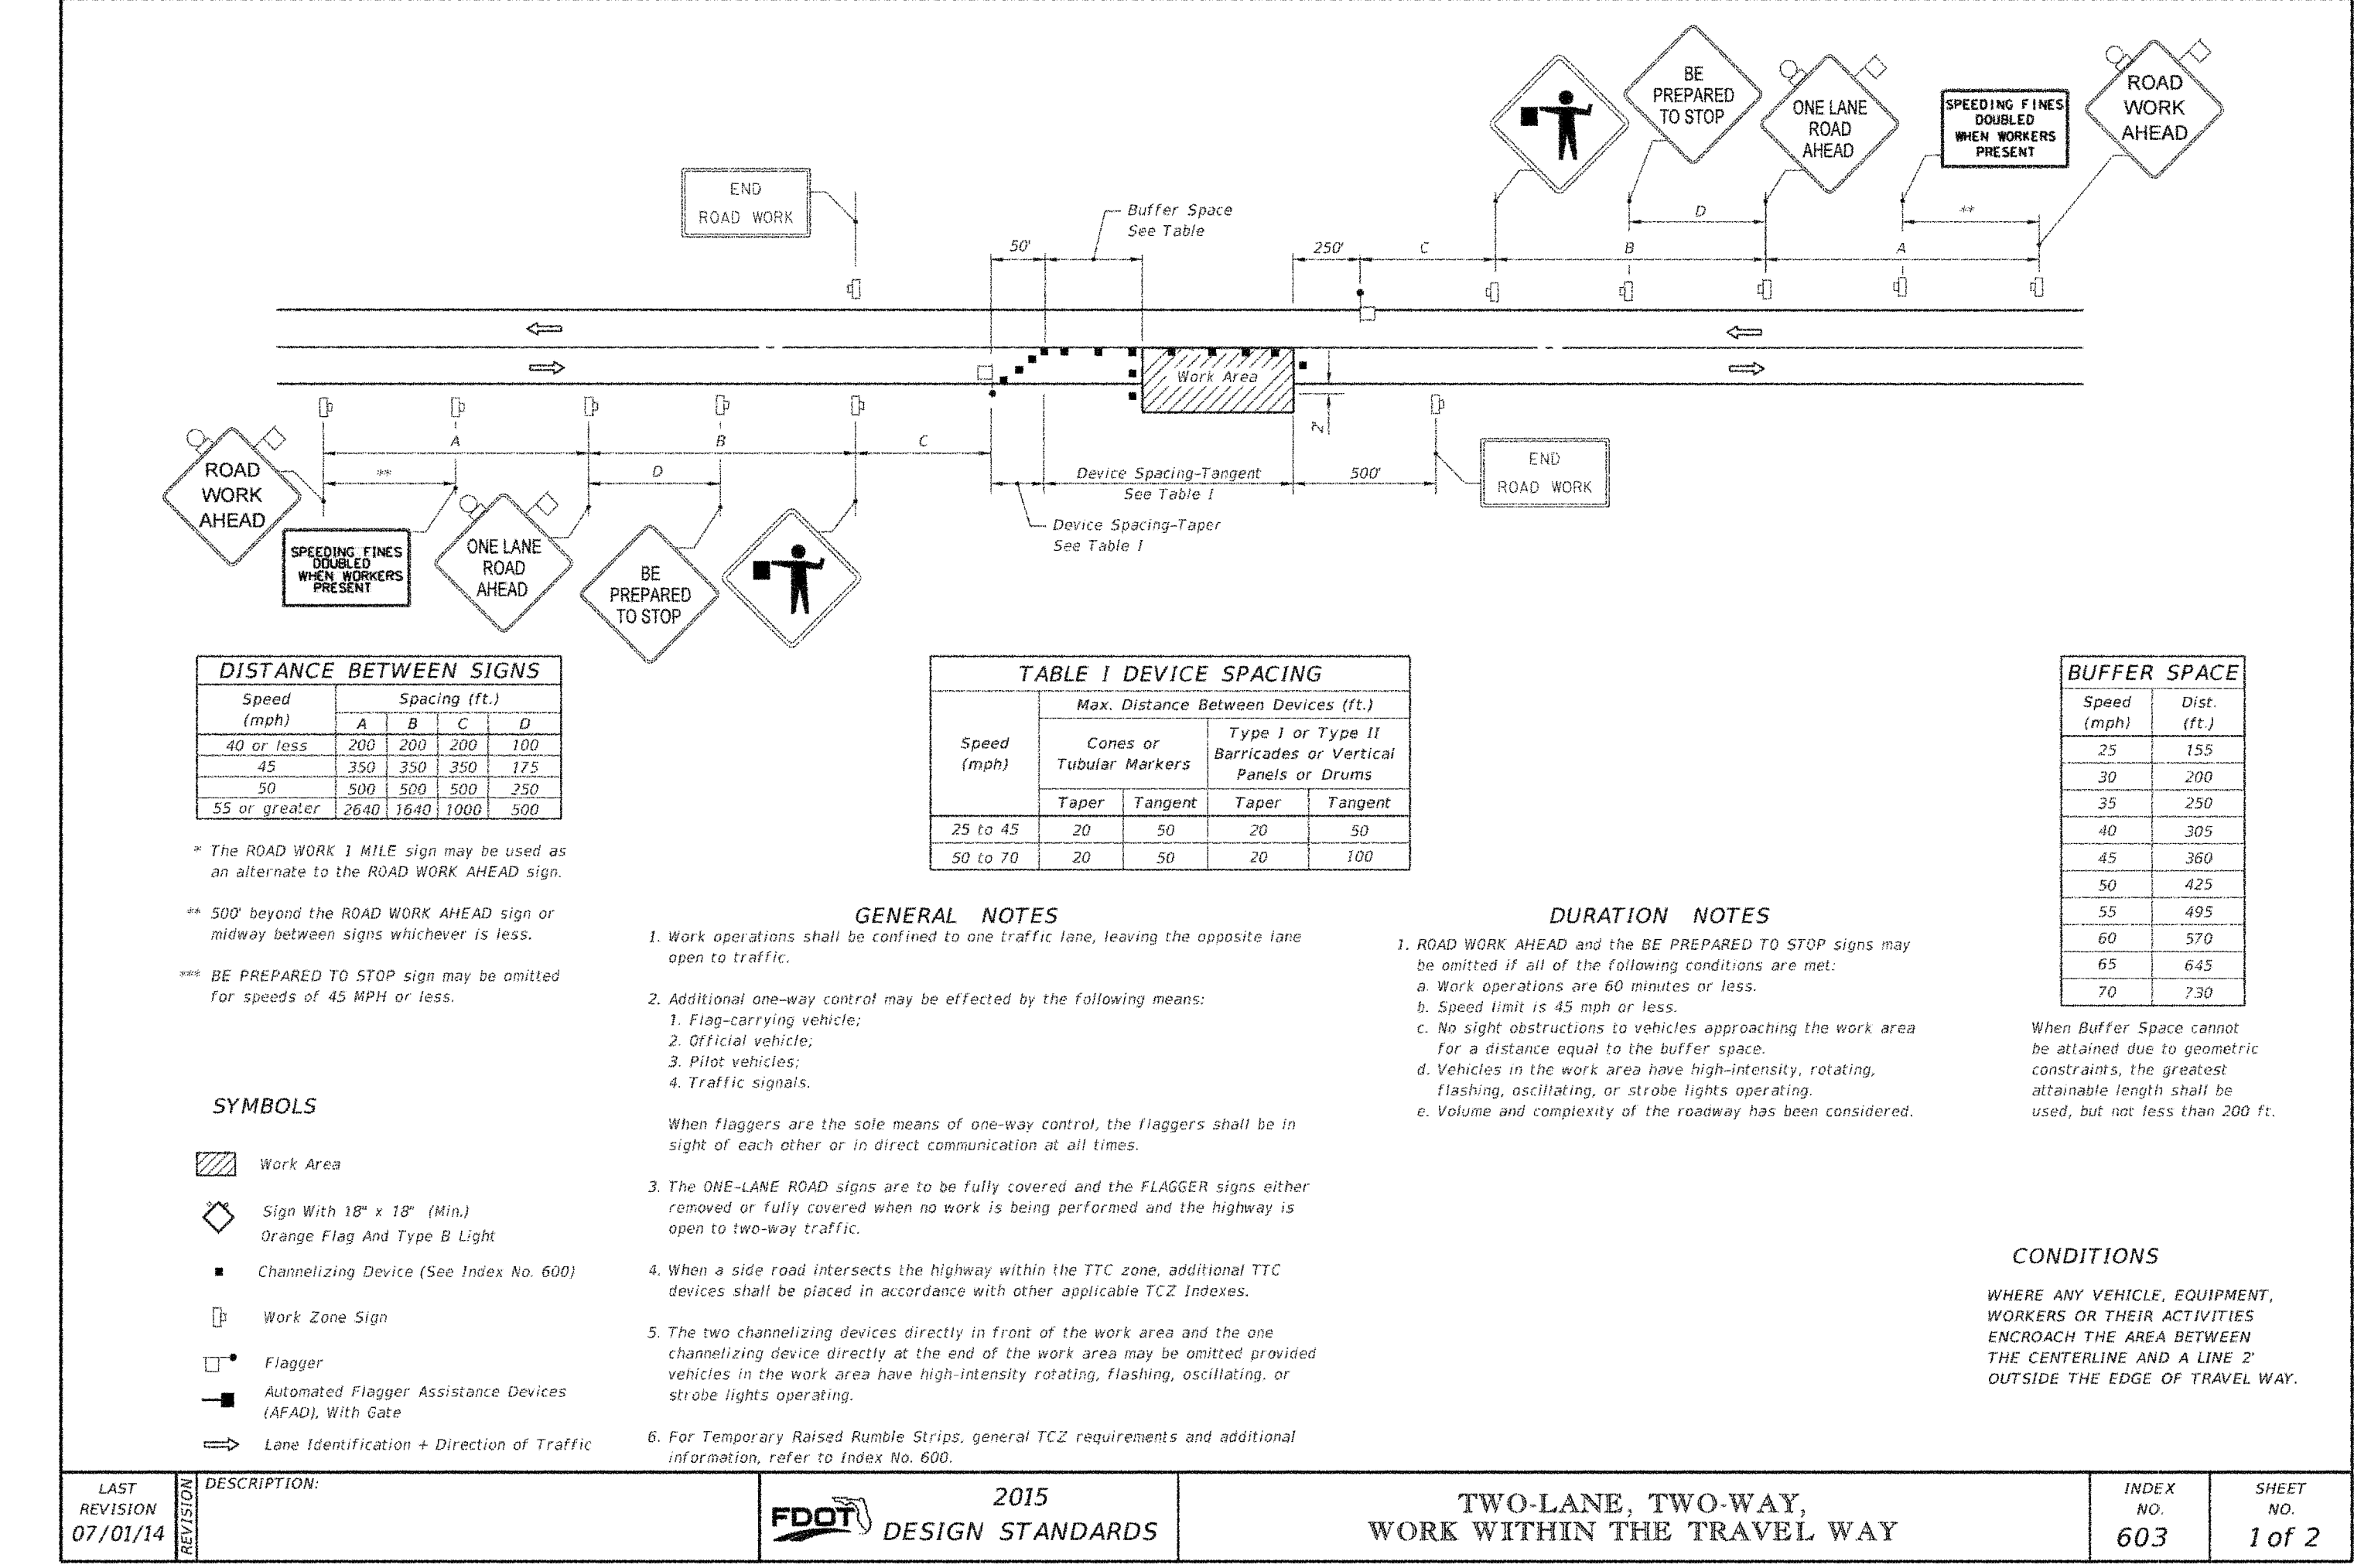 BE
PREPARED
TO STOP
ONE LANE
ROAD
AHEAD
SPEEDING FINES
DOUBLED
WHEN WORKERS
PRESENT
ROAD
WORK
AHEAD
END
ROAD WORK
Buffer Space
See Table
D
**
50'
250'
C
B
A
Work Area
2'
A
B
C
**
D
Device Spacing-Tangent
See Table I
500'
END
ROAD WORK
Device Spacing-Taper
See Table I
ROAD
WORK
AHEAD
SPEEDING FINES
DOUBLED
WHEN WORKERS
PRESENT
ONE LANE
ROAD
AHEAD
BE
PREPARED
TO STOP
DISTANCE BETWEEN SIGNS
Speed
(mph)
Spacing (ft.)
A B C D
40 or less 200 200 200 100
45 350 350 350 175
50 500 500 500 250
55 or greater 2640 1640 1000 500
* The ROAD WORK 1 MILE sign may be used as
an alternate to the ROAD WORK AHEAD sign.
** 500' beyond the ROAD WORK AHEAD sign or
midway between signs whichever is less.
*** BE PREPARED TO STOP sign may be omitted
for speeds of 45 MPH or less.
SYMBOLS
Work Area
Sign With 18" x 18" (Min.)
Orange Flag And Type B Light
Channelizing Device (See Index No. 600)
Work Zone Sign
Flagger
Automated Flagger Assistance Devices
(AFAD), With Gate
Lane Identification + Direction of Traffic
TABLE I DEVICE SPACING
Speed
(mph)
Max. Distance Between Devices (ft.)
Cones or
Tubular Markers
Type I or Type II
Barricades or Vertical
Panels or Drums
Taper Tangent Taper Tangent
25 to 45 20 50 20 50
50 to 70 20 50 20 100
GENERAL NOTES
1. Work operations shall be confined to one traffic lane, leaving the opposite lane
open to traffic.
2. Additional one-way control may be effected by the following means:
1. Flag-carrying vehicle;
2. Official vehicle;
3. Pilot vehicles;
4. Traffic signals.
When flaggers are the sole means of one-way control, the flaggers shall be in
sight of each other or in direct communication at all times.
3. The ONE-LANE ROAD signs are to be fully covered and the FLAGGER signs either
removed or fully covered when no work is being performed and the highway is
open to two-way traffic.
4. When a side road intersects the highway within the TTC zone, additional TTC
devices shall be placed in accordance with other applicable TCZ Indexes.
5. The two channelizing devices directly in front of the work area and the one
channelizing device directly at the end of the work area may be omitted provided
vehicles in the work area have high-intensity rotating, flashing, oscillating, or
strobe lights operating.
6. For Temporary Raised Rumble Strips, general TCZ requirements and additional
information, refer to Index No. 600.
DURATION NOTES
1. ROAD WORK AHEAD and the BE PREPARED TO STOP signs may
be omitted if all of the following conditions are met:
a. Work operations are 60 minutes or less.
b. Speed limit is 45 mph or less.
c. No sight obstructions to vehicles approaching the work area
for a distance equal to the buffer space.
d. Vehicles in the work area have high-intensity, rotating,
flashing, oscillating, or strobe lights operating.
e. Volume and complexity of the roadway has been considered.
BUFFER SPACE
Speed
(mph)
Dist.
(ft.)
25 155
30 200
35 250
40 305
45 360
50 425
55 495
60 570
65 645
70 730
When Buffer Space cannot
be attained due to geometric
constraints, the greatest
attainable length shall be
used, but not less than 200 ft.
CONDITIONS
WHERE ANY VEHICLE, EQUIPMENT,
WORKERS OR THEIR ACTIVITIES
ENCROACH THE AREA BETWEEN
THE CENTERLINE AND A LINE 2'
OUTSIDE THE EDGE OF TRAVEL WAY.
LAST
REVISION
07/01/14
REVISION
DESCRIPTION:
FDOT
2015
DESIGN STANDARDS
TWO-LANE, TWO-WAY,
WORK WITHIN THE TRAVEL WAY
INDEX
NO.
603
SHEET
NO.
1 of 2